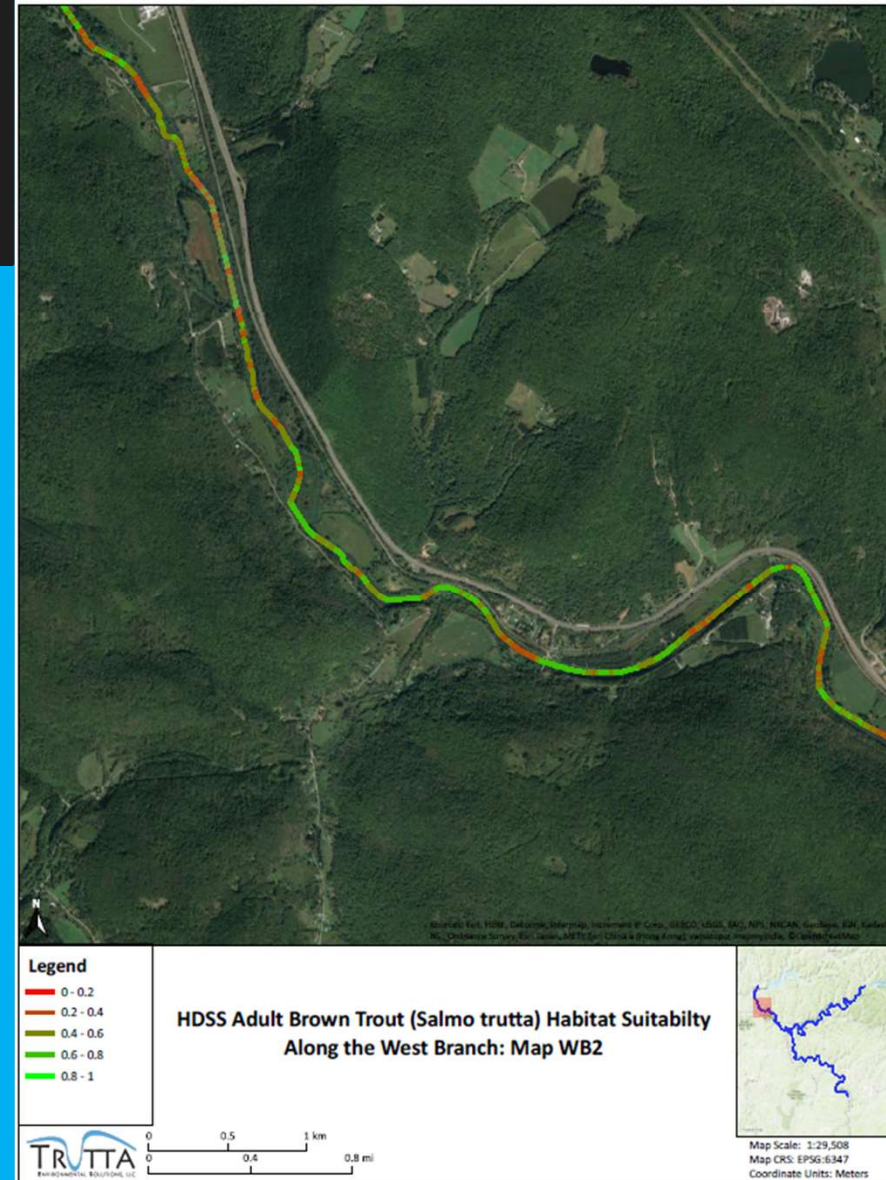 N
Legend
0 - 0.2
0.2 - 0.4
0.4 - 0.6
0.6 - 0.8
0.8 - 1
HDSS Adult Brown Trout (Salmo trutta) Habitat Suitabilty
Along the West Branch: Map WB2
TRUTTA
ENVIRONMENTAL SOLUTIONS, LLC
0 0.5 1 km
0 0.4 0.8 mi
Map Scale: 1:29,508
Map CRS: EPSG:6347
Coordinate Units: Meters